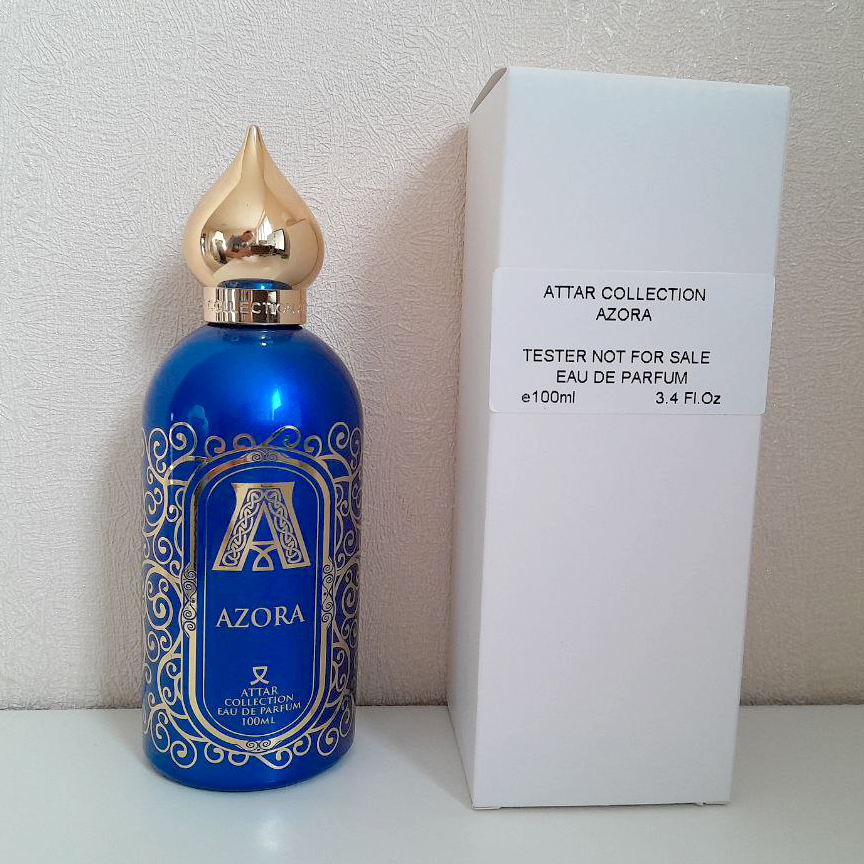 COLLECTION
A
AZORA
ATTAR
COLLECTION
EAU DE PARFUM
100ML
ATTAR COLLECTION
AZORA
TESTER NOT FOR SALE
EAU DE PARFUM
e100ml 3.4 Fl.Oz